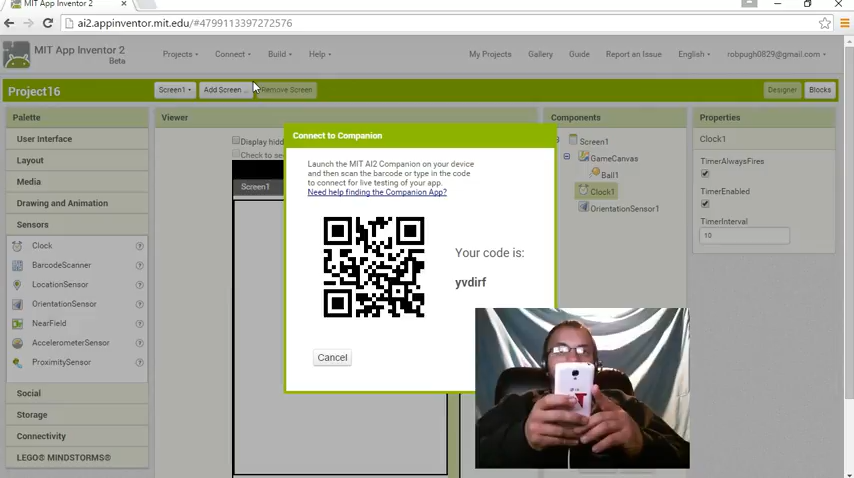 ai2.appinventor.mit.edu/#4799113397272576
MIT App Inventor 2
Beta
Projects
Connect
Build
Help
My Projects
Gallery
Guide
Report an Issue
English
robpugh0829@gmail.com
Project16
Screen1
Add Screen ...
Remove Screen
Designer
Blocks
Palette
User Interface
Layout
Media
Drawing and Animation
Sensors
Clock
BarcodeScanner
LocationSensor
OrientationSensor
NearField
AccelerometerSensor
ProximitySensor
Social
Storage
Connectivity
LEGO® MINDSTORMS®
Viewer
Display hidd
Check to se
Screen1
Connect to Companion
Launch the MIT AI2 Companion on your device
and then scan the barcode or type in the code
to connect for live testing of your app.
Need help finding the Companion App?
Your code is:
yvdirf
Cancel
Components
Screen1
GameCanvas
Ball1
Clock1
OrientationSensor1
Properties
Clock1
TimerAlwaysFires
TimerEnabled
TimerInterval
10